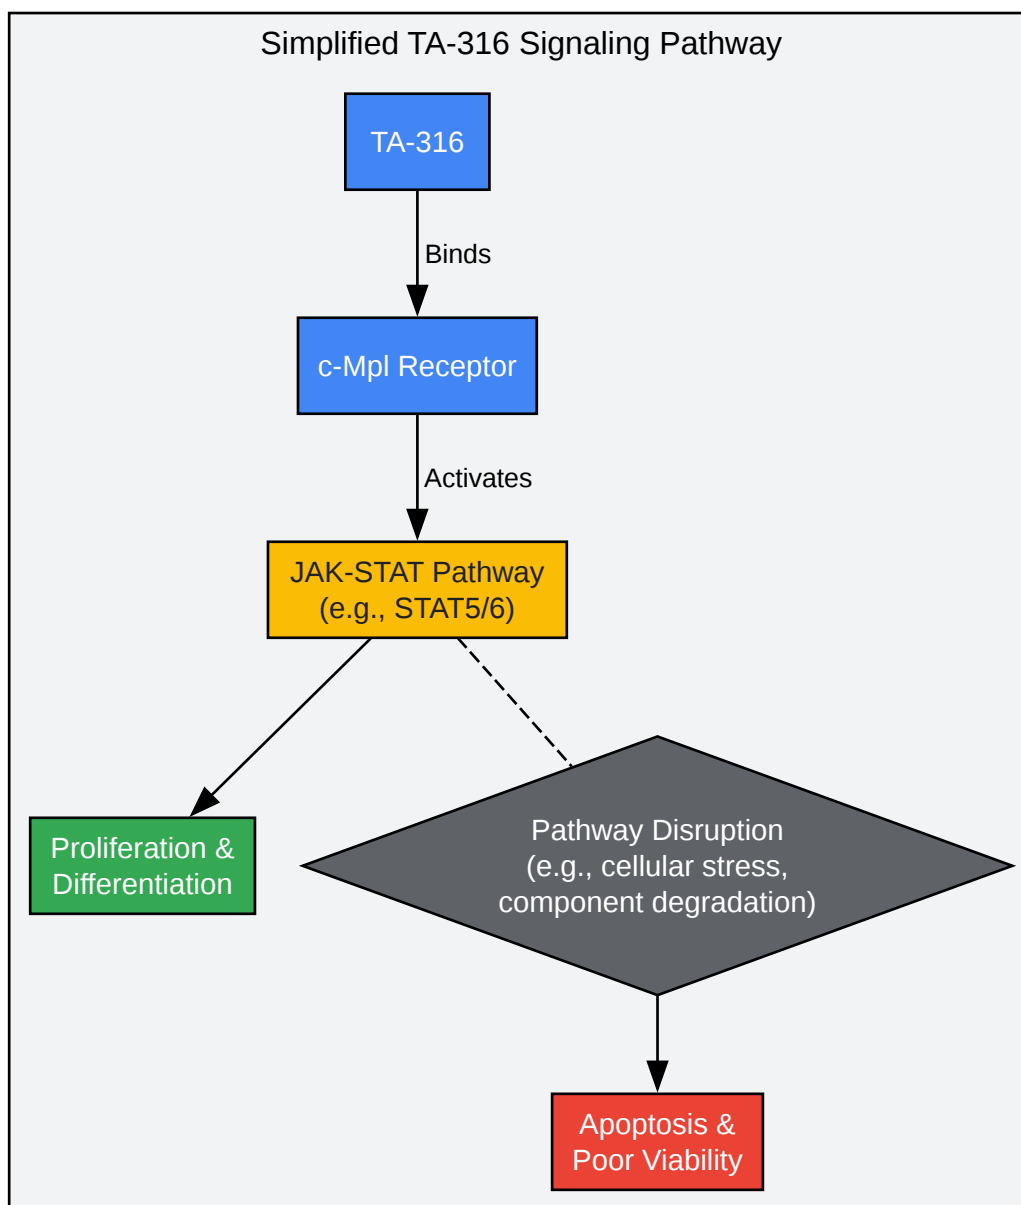 Simplified TA-316 Signaling Pathway
TA-316
Binds
c-Mpl Receptor
Activates
JAK-STAT Pathway
(e.g., STAT5/6)
Proliferation &
Differentiation
Pathway Disruption
(e.g., cellular stress,
component degradation)
Apoptosis &
Poor Viability